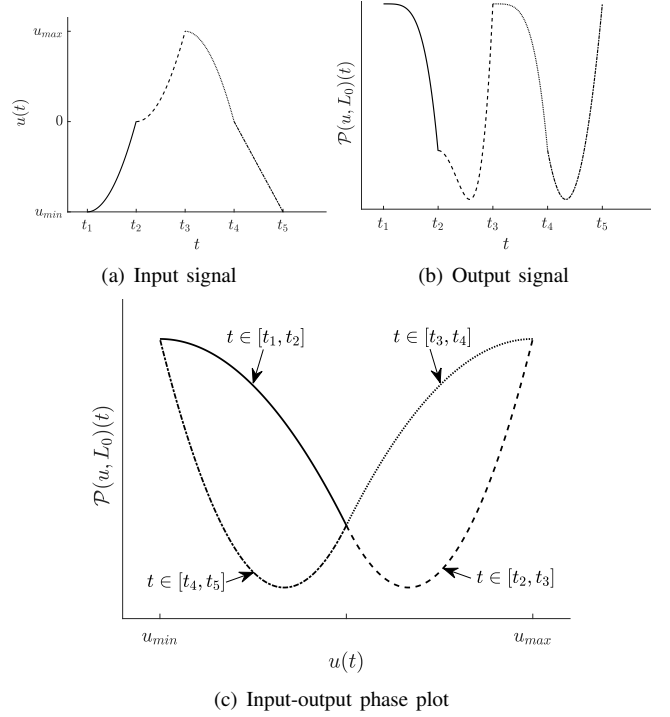 u_max
u(t)
0
u_min
t_1 t_2 t_3 t_4 t_5
t
(a) Input signal
P(u, L_0)(t)
t_1 t_2 t_3 t_4 t_5
t
(b) Output signal
t ∈ [t_1, t_2]
t ∈ [t_3, t_4]
P(u, L_0)(t)
t ∈ [t_4, t_5]
t ∈ [t_2, t_3]
u_min
u_max
u(t)
(c) Input-output phase plot